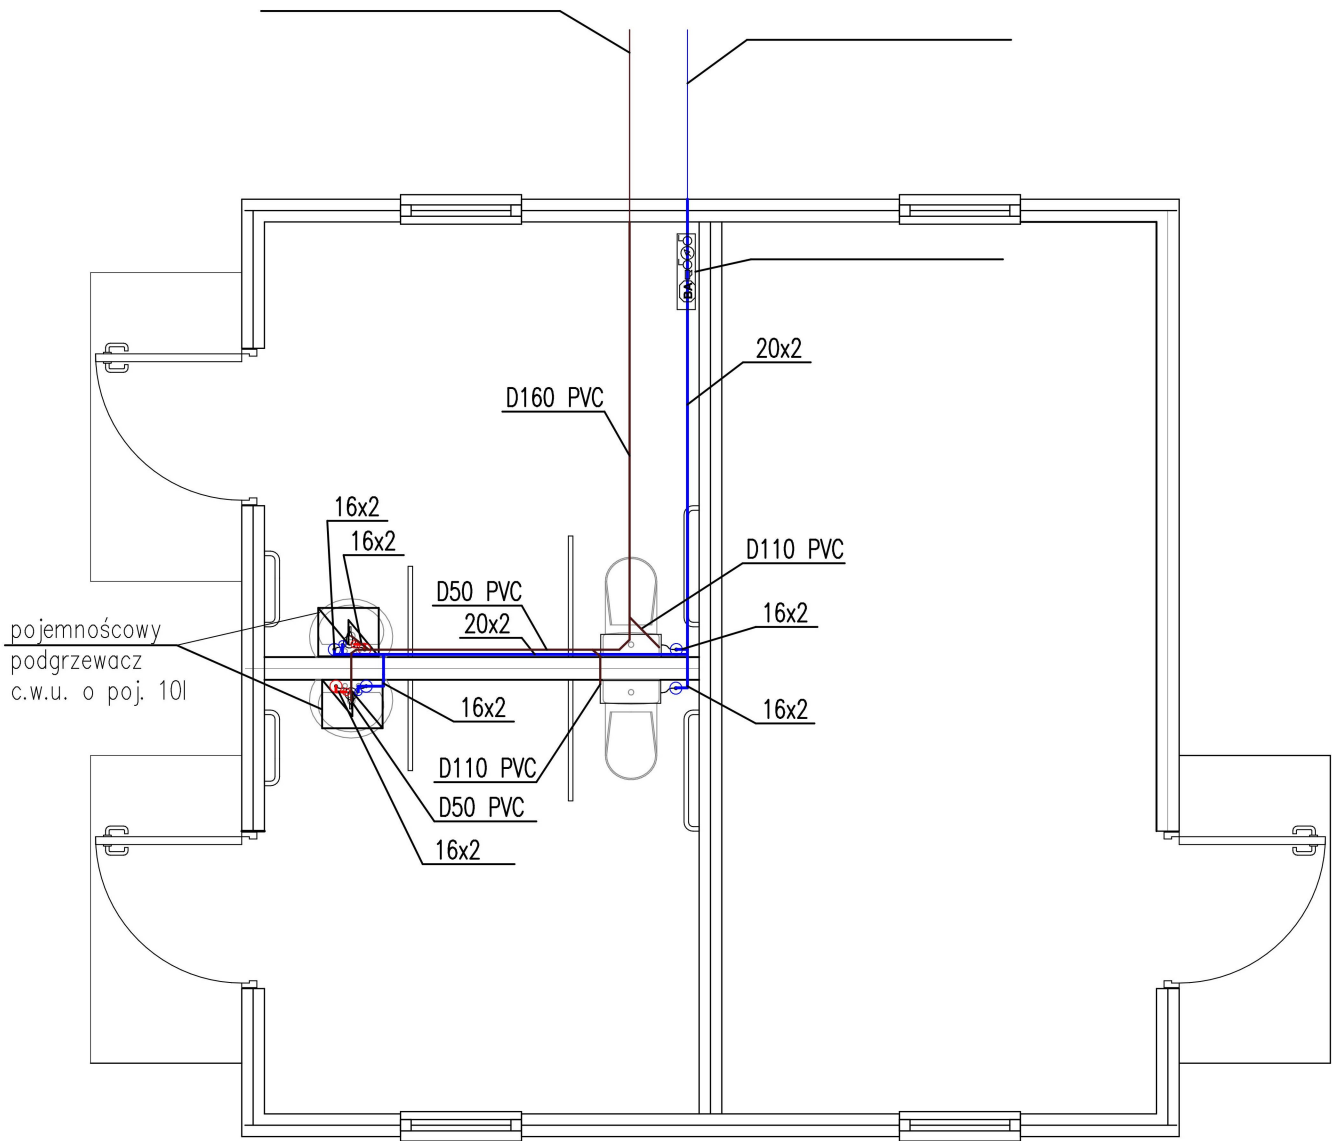 BA
20x2
D160 PVC
16x2
16x2
D110 PVC
D50 PVC
20x2
16x2
pojemnościowy
podgrzewacz
c.w.u. o poj. 10l
16x2
16x2
D110 PVC
D50 PVC
16x2